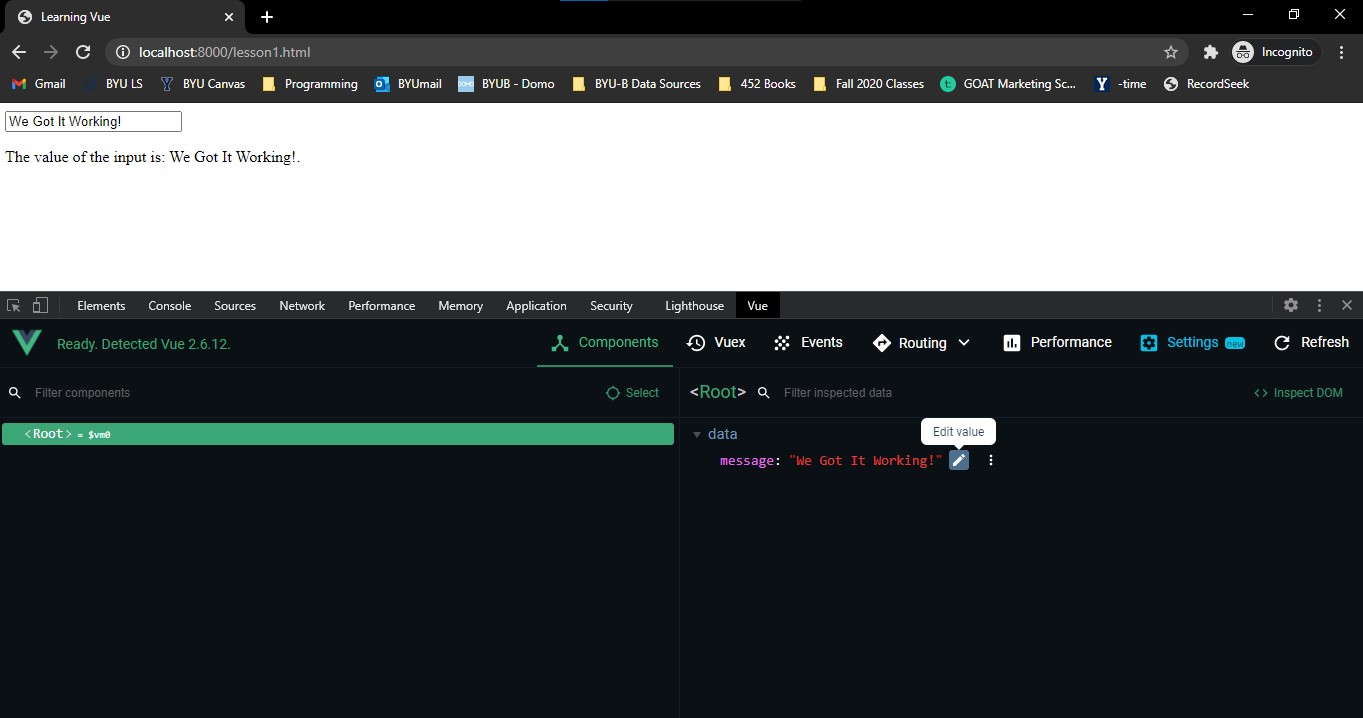 Learning Vue
localhost:8000/lesson1.html
Incognito
Gmail BYU LS BYU Canvas Programming BYUmail BYUB - Domo BYU-B Data Sources 452 Books Fall 2020 Classes GOAT Marketing Sc... Y -time RecordSeek
We Got It Working!
The value of the input is: We Got It Working!.
Elements Console Sources Network Performance Memory Application Security Lighthouse Vue
Ready. Detected Vue 2.6.12. Components Vuex Events Routing Performance Settings new Refresh
Filter components Select <Root> Filter inspected data <> Inspect DOM
<Root> = $vm0
data
Edit value
message: "We Got It Working!"